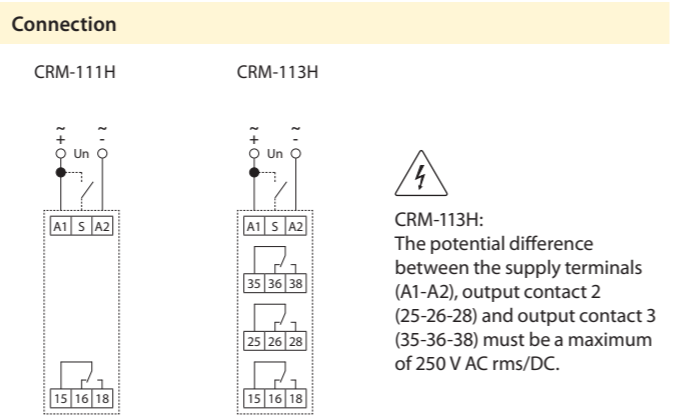 Connection
CRM-111H
CRM-113H
~ ~
+ -
Un
A1 S A2
15 16 18
~ ~
+ -
Un
A1 S A2
35 36 38
25 26 28
15 16 18
CRM-113H:
The potential difference
between the supply terminals
(A1-A2), output contact 2
(25-26-28) and output contact 3
(35-36-38) must be a maximum
of 250 V AC rms/DC.